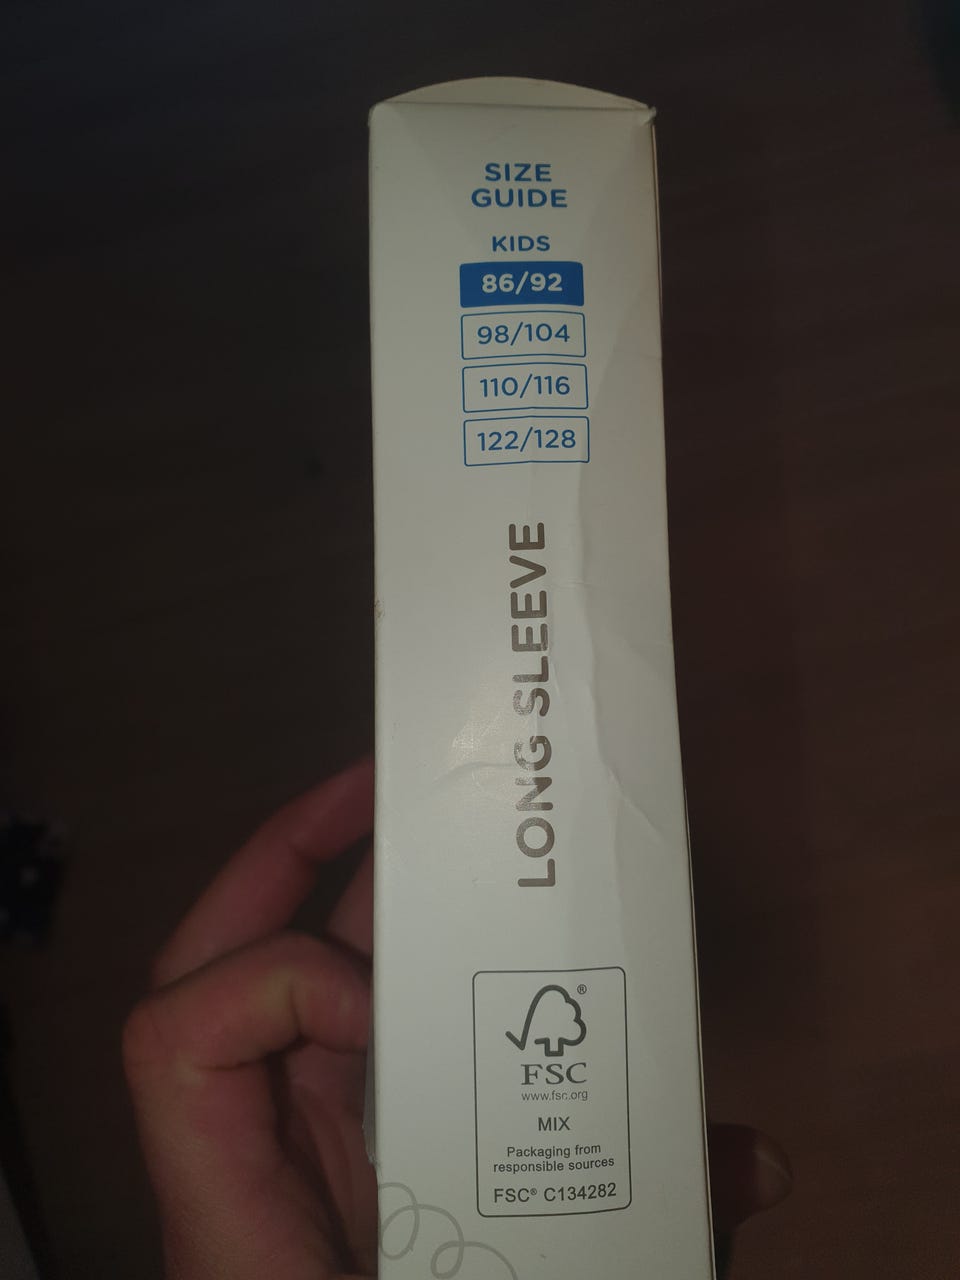 SIZE
GUIDE
KIDS
86/92
98/104
110/116
122/128
LONG SLEEVE
®
FSC
www.fsc.org
MIX
Packaging from
responsible sources
FSC® C134282